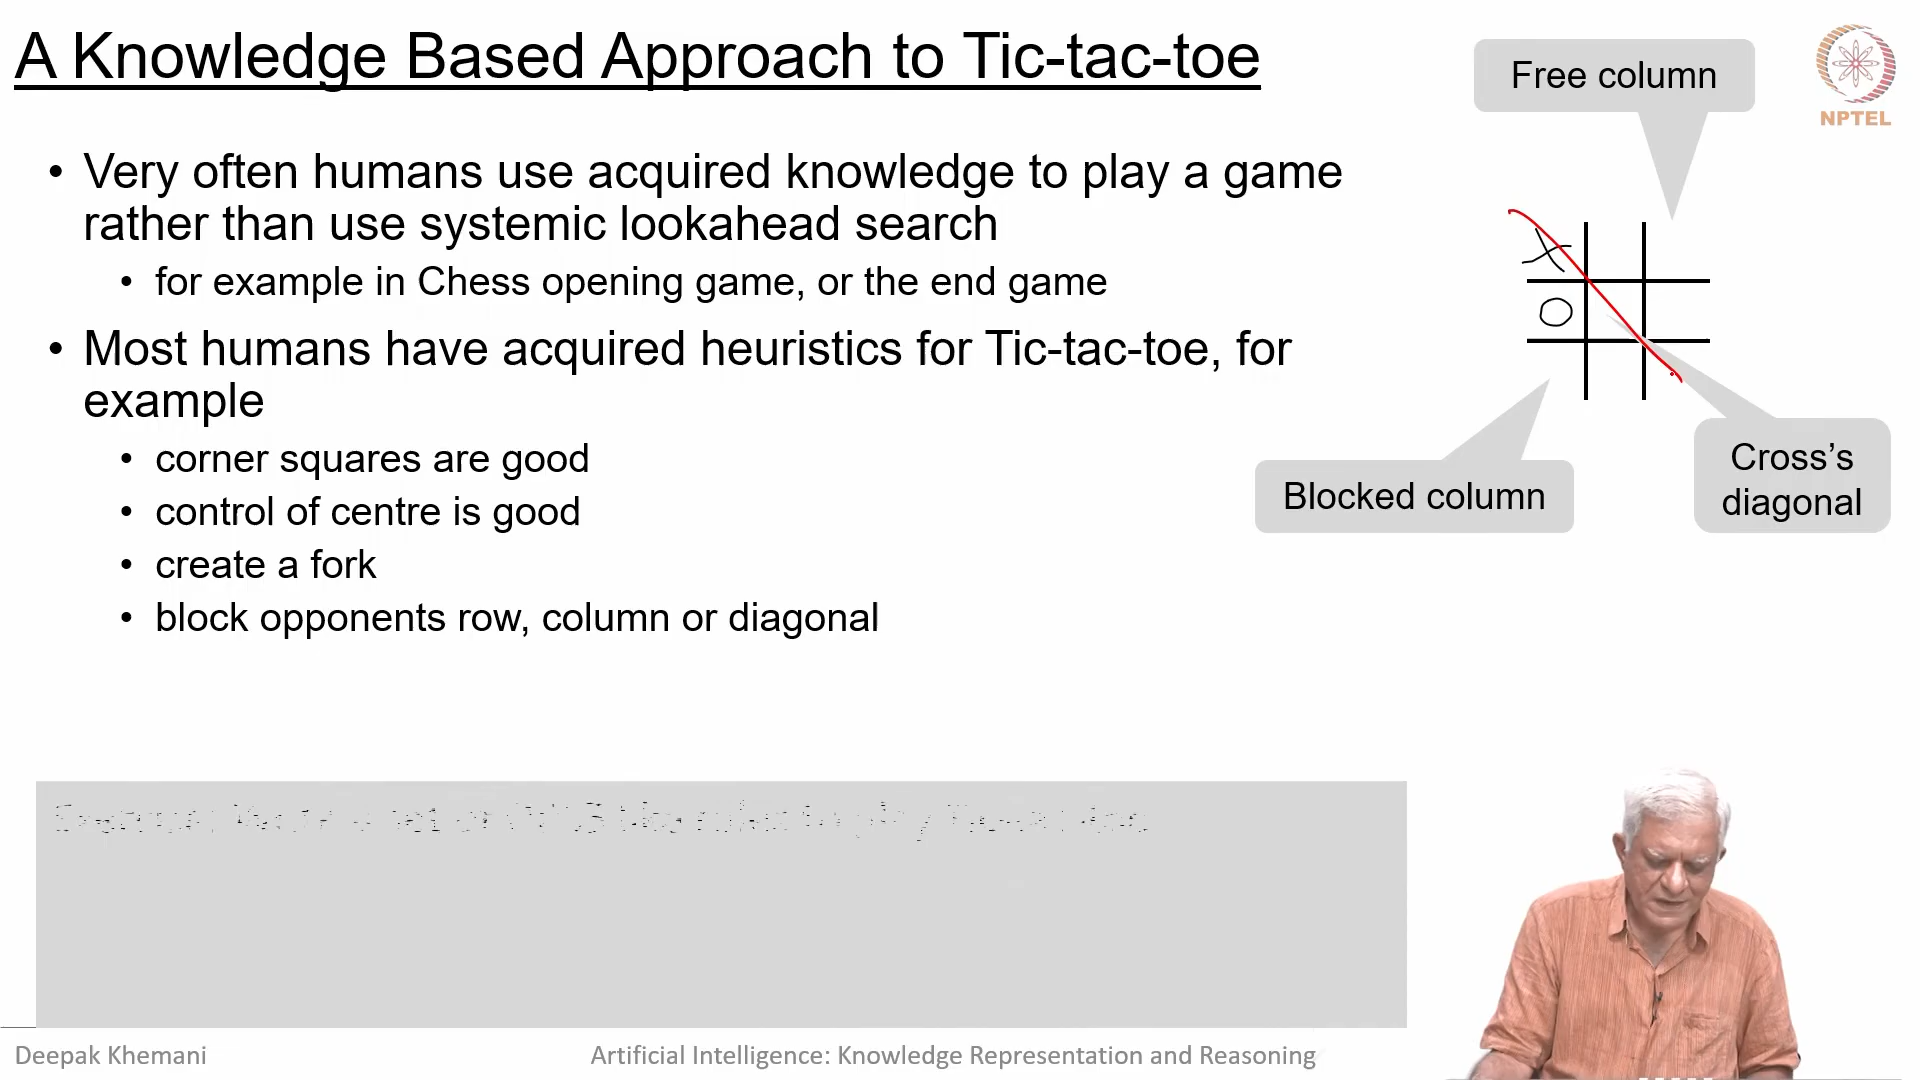 A Knowledge Based Approach to Tic-tac-toe
Free column
NPTEL
• Very often humans use acquired knowledge to play a game
rather than use systemic lookahead search
• for example in Chess opening game, or the end game
• Most humans have acquired heuristics for Tic-tac-toe, for
example
• corner squares are good
• control of centre is good
• create a fork
• block opponents row, column or diagonal
X
O
Blocked column
Cross’s
diagonal
Deepak Khemani
Artificial Intelligence: Knowledge Representation and Reasoning